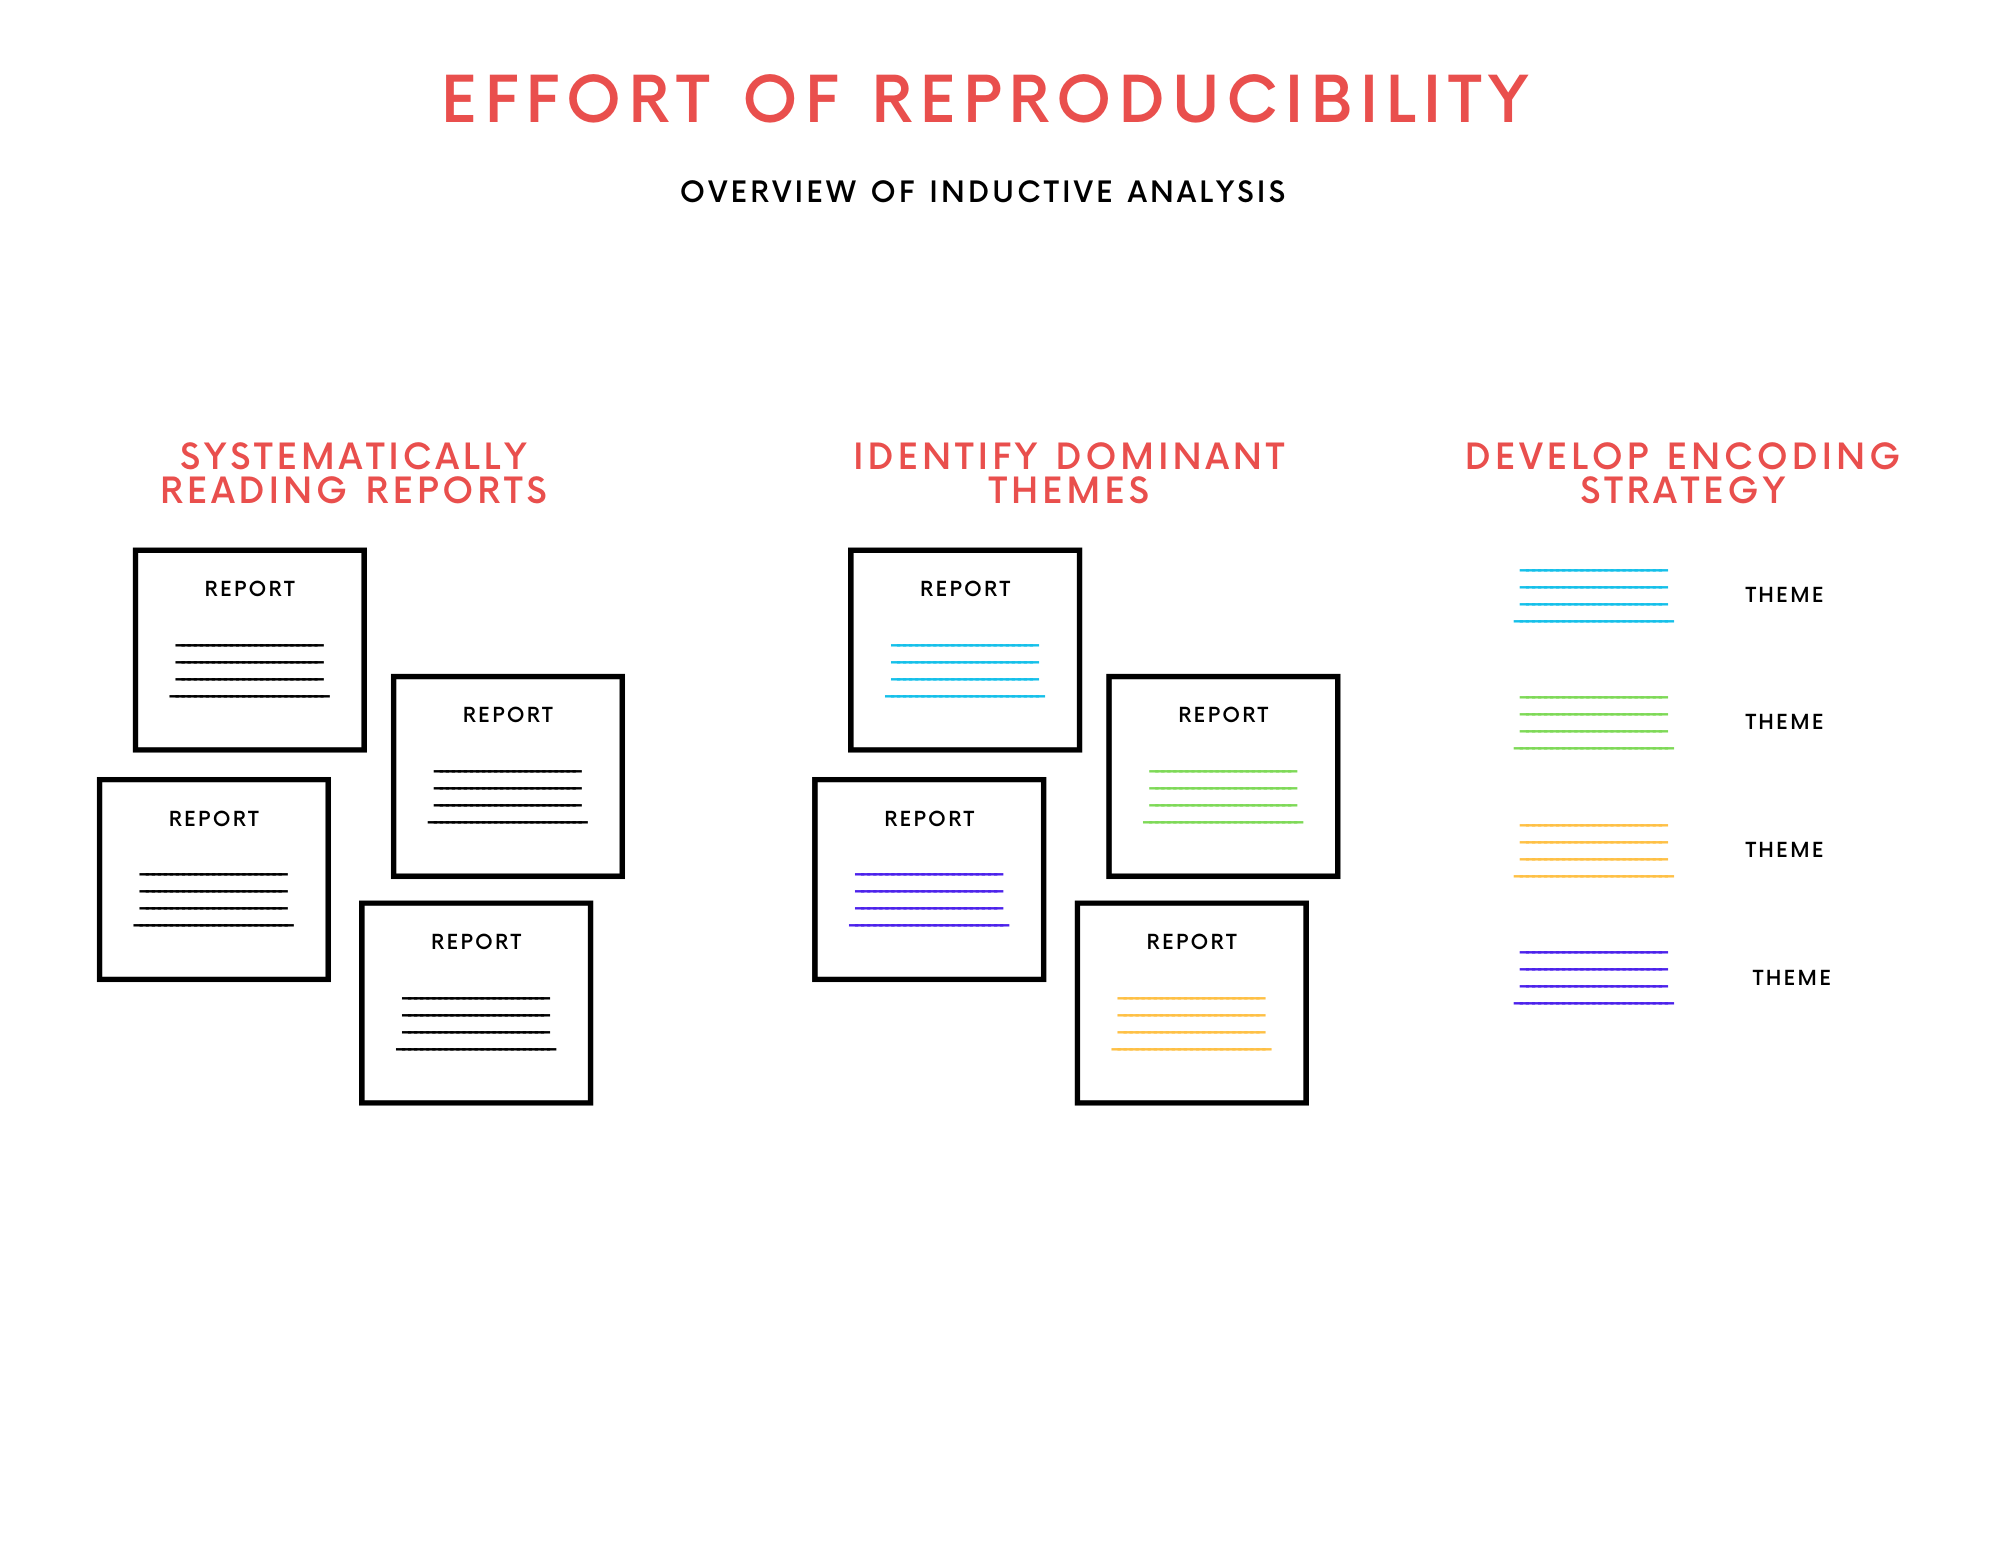 EFFORT OF REPRODUCIBILITY
OVERVIEW OF INDUCTIVE ANALYSIS
SYSTEMATICALLY
READING REPORTS
REPORT
REPORT
REPORT
REPORT
IDENTIFY DOMINANT
THEMES
REPORT
REPORT
REPORT
REPORT
DEVELOP ENCODING
STRATEGY
THEME
THEME
THEME
THEME